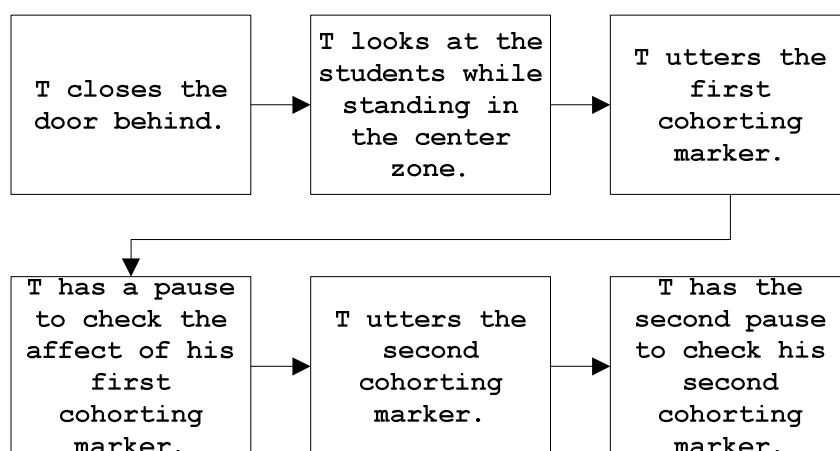 T closes the
door behind.
T looks at the
students while
standing in
the center
zone.
T utters the
first
cohorting
marker.
T has a pause
to check the
affect of his
first
cohorting
marker.
T utters the
second
cohorting
marker.
T has the
second pause
to check his
second
cohorting
marker.